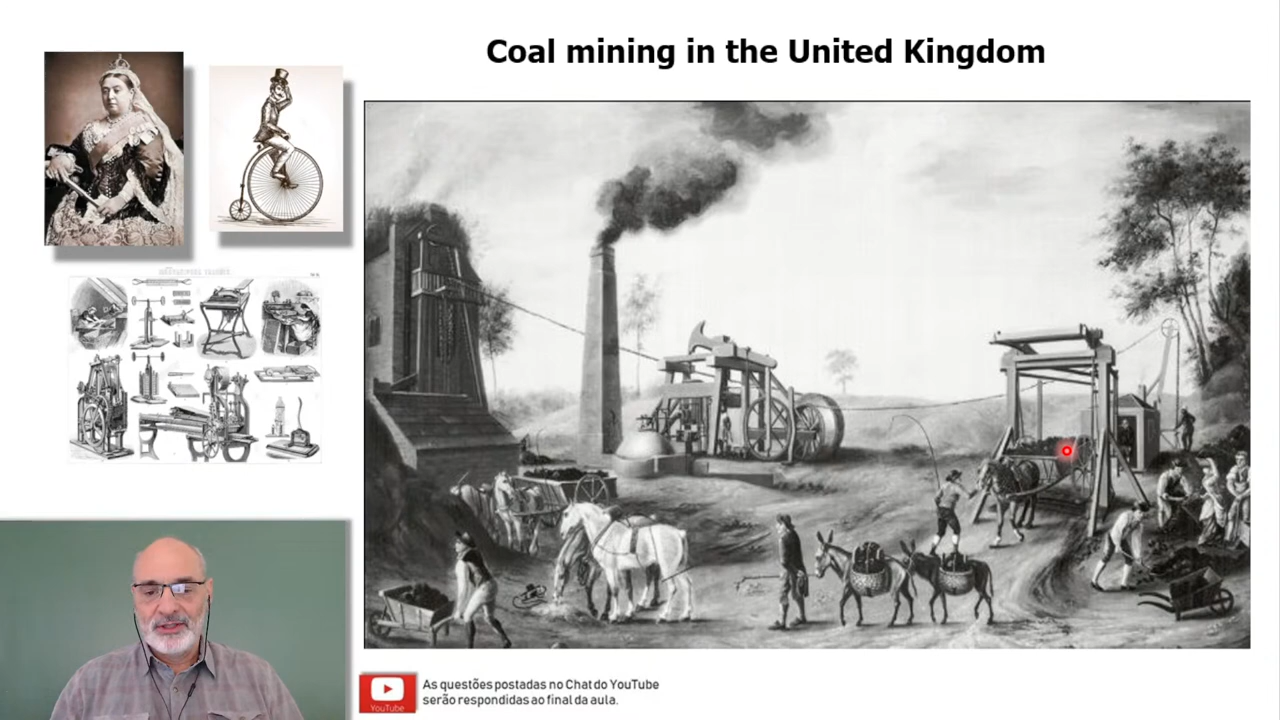 Coal mining in the United Kingdom
As questões postadas no Chat do YouTube
serão respondidas ao final da aula.
YouTube